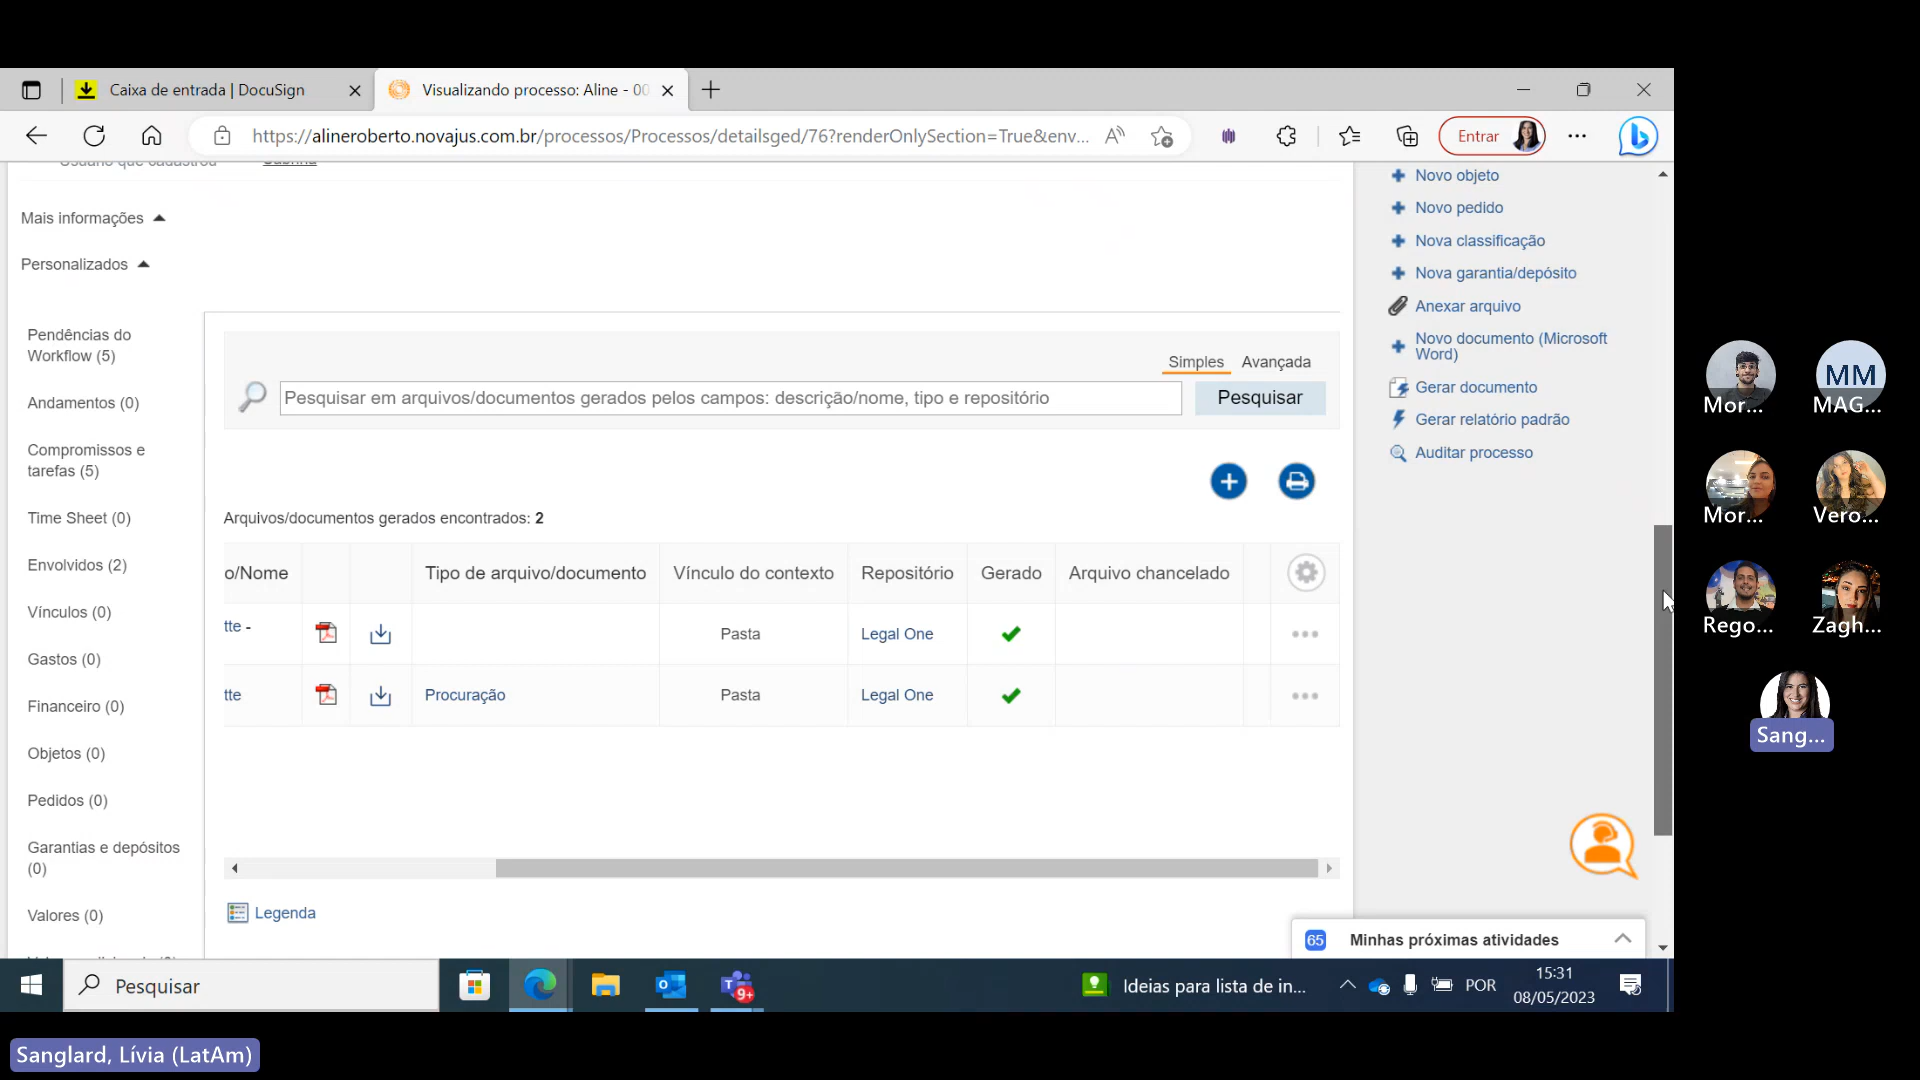 Caixa de entrada | DocuSign
Visualizando processo: Aline - 00
https://alineroberto.novajus.com.br/processos/Processos/detailsged/76?renderOnlySection=True&env...
Entrar
Usuário que cadastrou
Sabrina
Mais informações
Personalizados
Pendências do
Workflow (5)
Andamentos (0)
Compromissos e
tarefas (5)
Time Sheet (0)
Envolvidos (2)
Vínculos (0)
Gastos (0)
Financeiro (0)
Objetos (0)
Pedidos (0)
Garantias e depósitos
(0)
Valores (0)
Simples Avançada
Pesquisar em arquivos/documentos gerados pelos campos: descrição/nome, tipo e repositório
Pesquisar
Arquivos/documentos gerados encontrados: 2
o/Nome Tipo de arquivo/documento Vínculo do contexto Repositório Gerado Arquivo chancelado
tte - Pasta Legal One
tte Procuração Pasta Legal One
Legenda
Novo objeto
Novo pedido
Nova classificação
Nova garantia/depósito
Anexar arquivo
Novo documento (Microsoft
Word)
Gerar documento
Gerar relatório padrão
Auditar processo
65 Minhas próximas atividades
Pesquisar
9+
Ideias para lista de in...
POR
15:31
08/05/2023
Mor...
MM
MAG...
Mor...
Vero...
Rego...
Zagh...
Sang...
Sanglard, Lívia (LatAm)